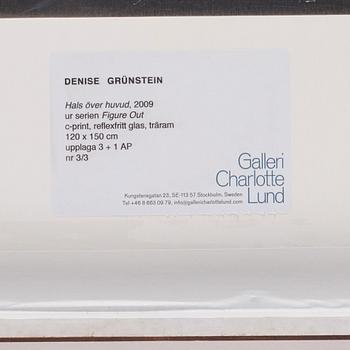 DENISE GRÜNSTEIN
Hals över huvud, 2009
ur serien Figure Out
c-print, reflexfritt glas, träram
120 x 150 cm
upplaga 3 + 1 AP
nr 3/3
Galleri
Charlotte
Lund
Kungstensgatan 23, SE-113 57 Stockholm, Sweden
Tel +46 8 663 09 79, info@gallericharlottelund.com